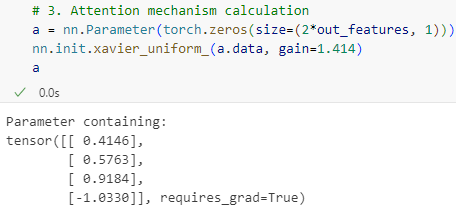 # 3. Attention mechanism calculation
a = nn.Parameter(torch.zeros(size=(2*out_features, 1)))
nn.init.xavier_uniform_(a.data, gain=1.414)
a
✓ 0.0s
Parameter containing:
tensor([[ 0.4146],
        [ 0.5763],
        [ 0.9184],
        [-1.0330]], requires_grad=True)